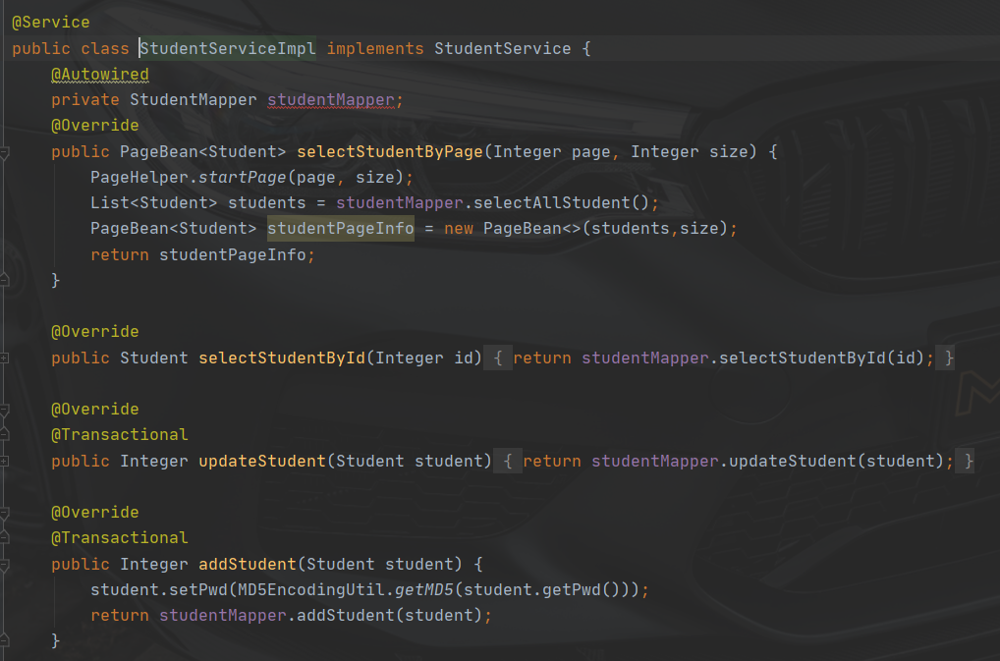 @Service
public class StudentServiceImpl implements StudentService {
@Autowired
private StudentMapper studentMapper;
@Override
public PageBean<Student> selectStudentByPage(Integer page, Integer size) {
PageHelper.startPage(page, size);
List<Student> students = studentMapper.selectAllStudent();
PageBean<Student> studentPageInfo = new PageBean<>(students,size);
return studentPageInfo;
}
@Override
public Student selectStudentById(Integer id) { return studentMapper.selectStudentById(id); }
@Override
@Transactional
public Integer updateStudent(Student student) { return studentMapper.updateStudent(student); }
@Override
@Transactional
public Integer addStudent(Student student) {
student.setPwd(MD5EncodingUtil.getMD5(student.getPwd()));
return studentMapper.addStudent(student);
}